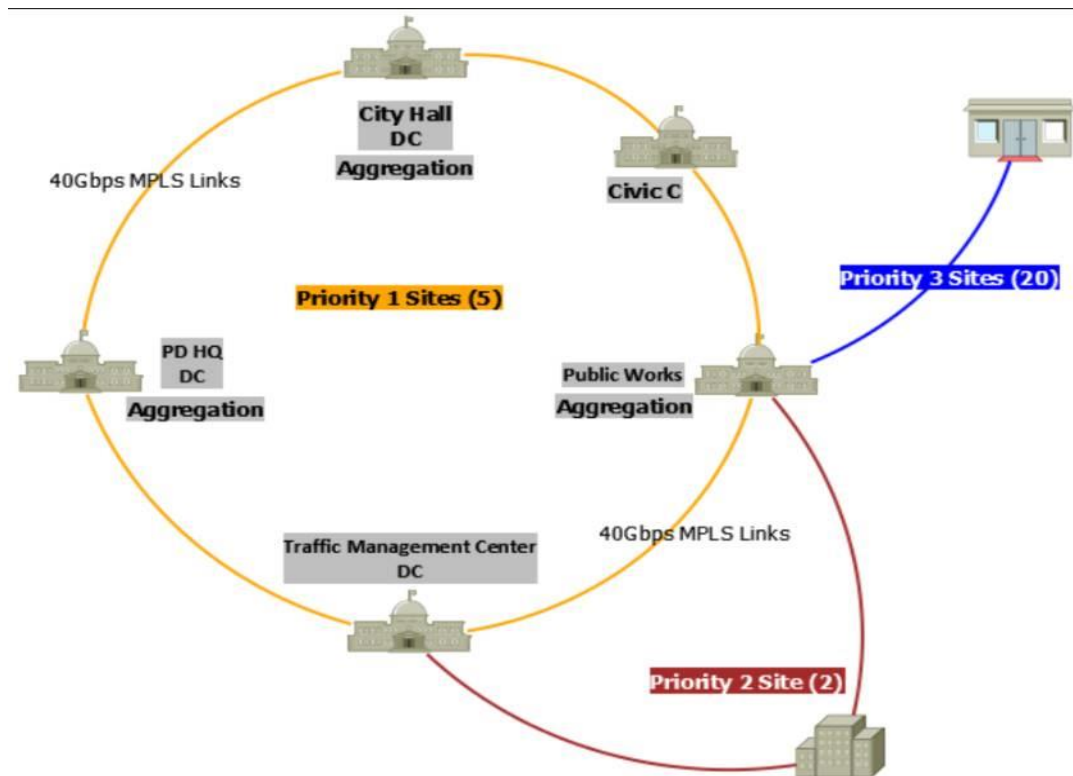 City Hall
DC
Aggregation
Civic C
40Gbps MPLS Links
Priority 3 Sites (20)
Priority 1 Sites (5)
PD HQ
DC
Aggregation
Public Works
Aggregation
40Gbps MPLS Links
Traffic Management Center
DC
Priority 2 Site (2)